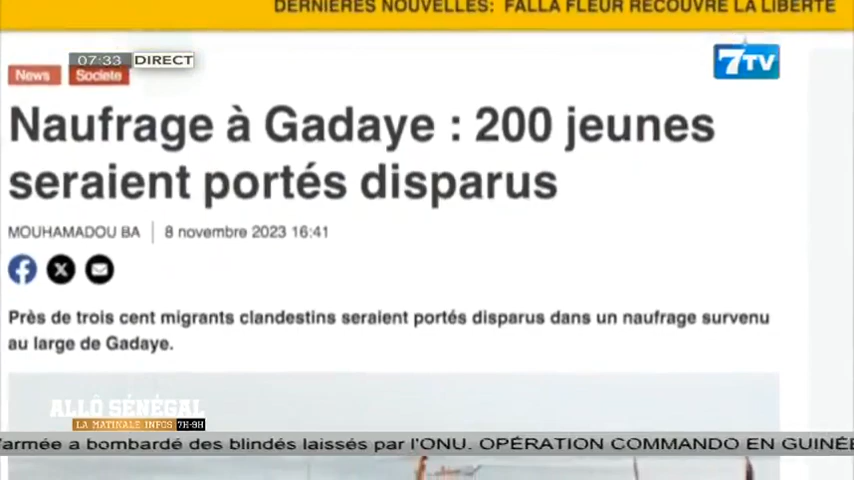 DERNIÈRES NOUVELLES: FALLA FLEUR RECOUVRE LA LIBERTÉ
07:33 DIRECT
7TV
News Societe
Naufrage à Gadaye : 200 jeunes
seraient portés disparus
MOUHAMADOU BA 8 novembre 2023 16:41
Près de trois cent migrants clandestins seraient portés disparus dans un naufrage survenu
au large de Gadaye.
ALLÔ SÉNÉGAL
LA MATINALE INFOS 7H-9H
l'armée a bombardé des blindés laissés par l'ONU. OPÉRATION COMMANDO EN GUINÉE